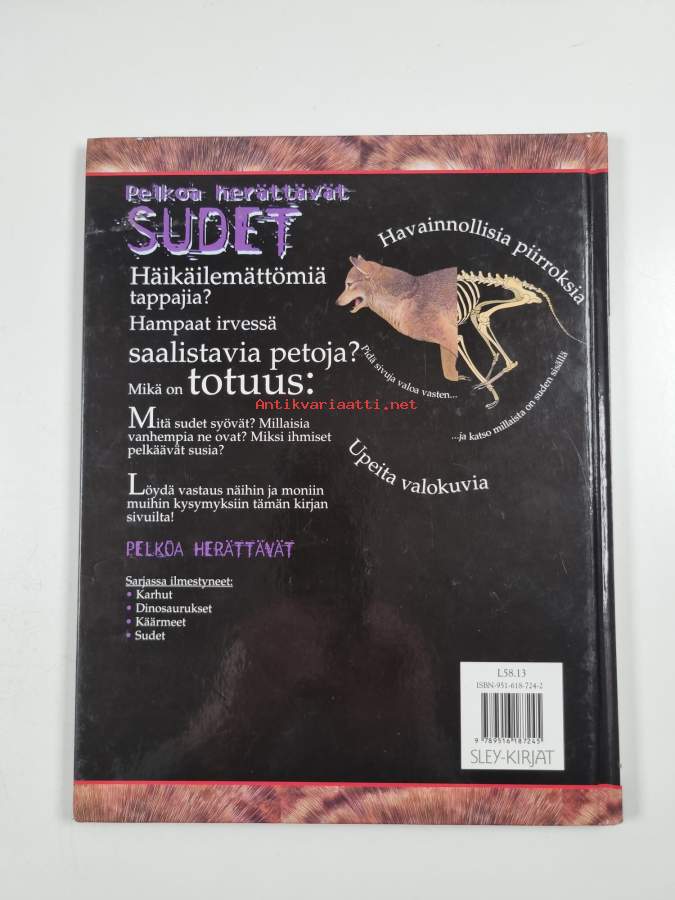 Pelkoa herättävät
SUDET
Häikäilemättömiä
tappajia?
Hampaat irvessä
saalistavia petoja?
Mikä on totuus:
Mitä sudet syövät? Millaisia
vanhempia ne ovat? Miksi ihmiset
pelkäävät susia?
Löydä vastaus näihin ja moniin
muihin kysymyksiin tämän kirjan
sivuilta!
PELKOA HERÄTTÄVÄT
Sarjassa ilmestyneet:
• Karhut
• Dinosaurukset
• Käärmeet
• Sudet
Havainnollisia piirroksia
Pidä sivuja valoa vasten...
...ja katso millaista on suden sisällä
Upeita valokuvia
Antikvariaatti.net
L58.13
ISBN-951-618-724-2
9 789516 187245
SLEY-KIRJAT